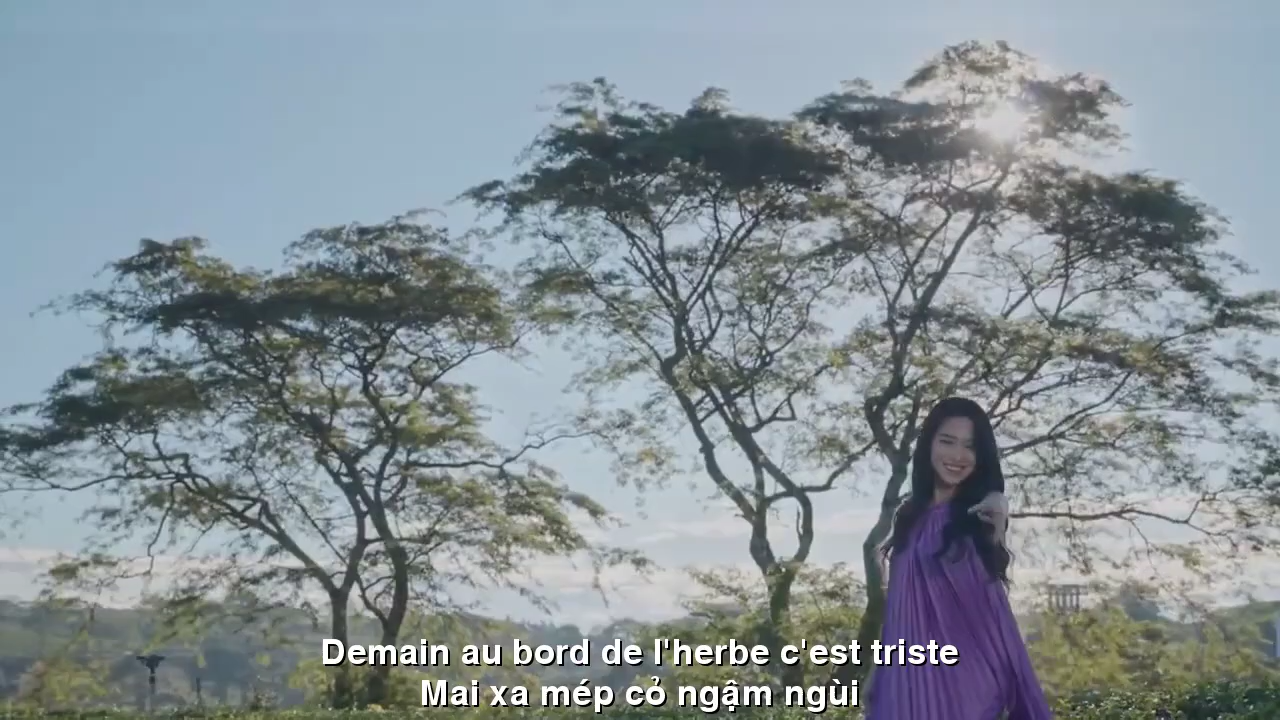 Demain au bord de l'herbe c'est triste
Mai xa mép cỏ ngậm ngùi